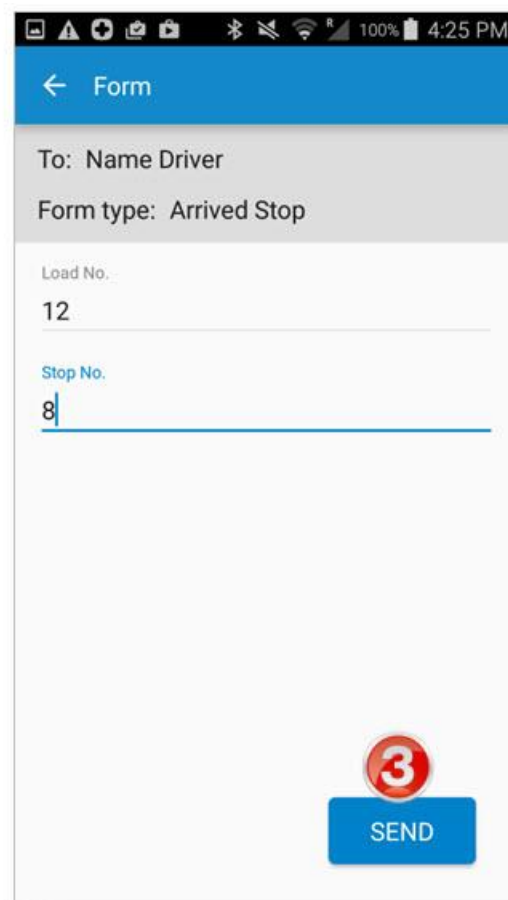 R 100% 4:25 PM
Form
To: Name Driver
Form type: Arrived Stop
Load No.
12
Stop No.
8
3
SEND